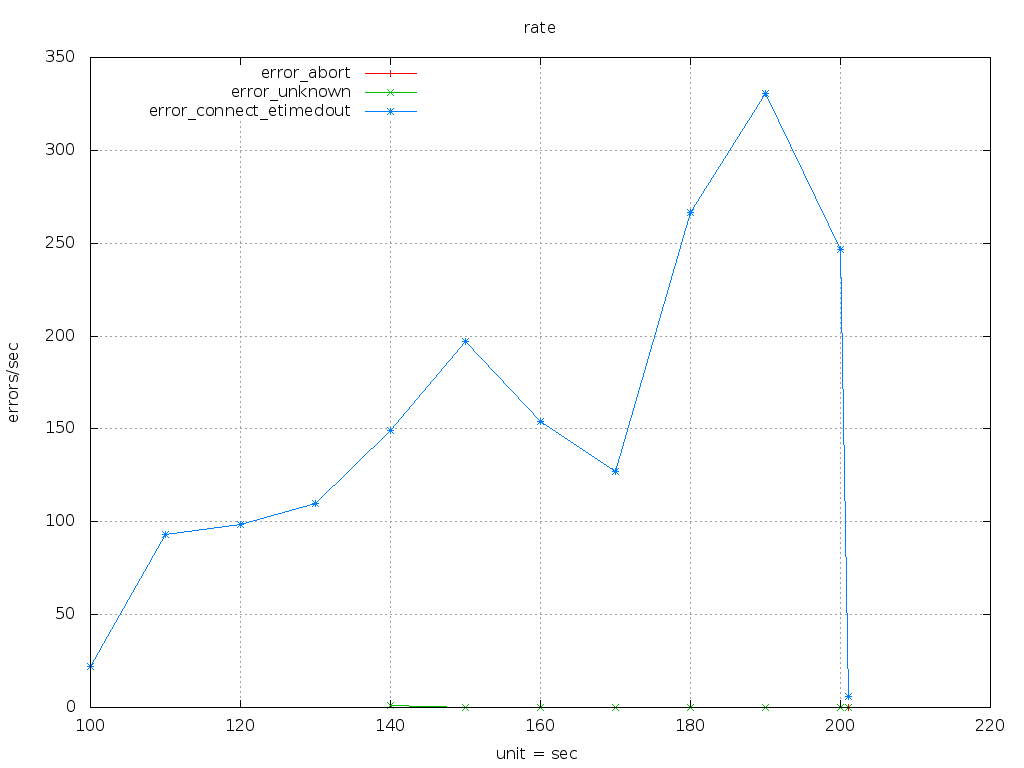 rate
350
300
250
200
150
100
50
0
errors/sec
error_abort
error_unknown
error_connect_etimedout
100 120 140 160 180 200 220
unit = sec